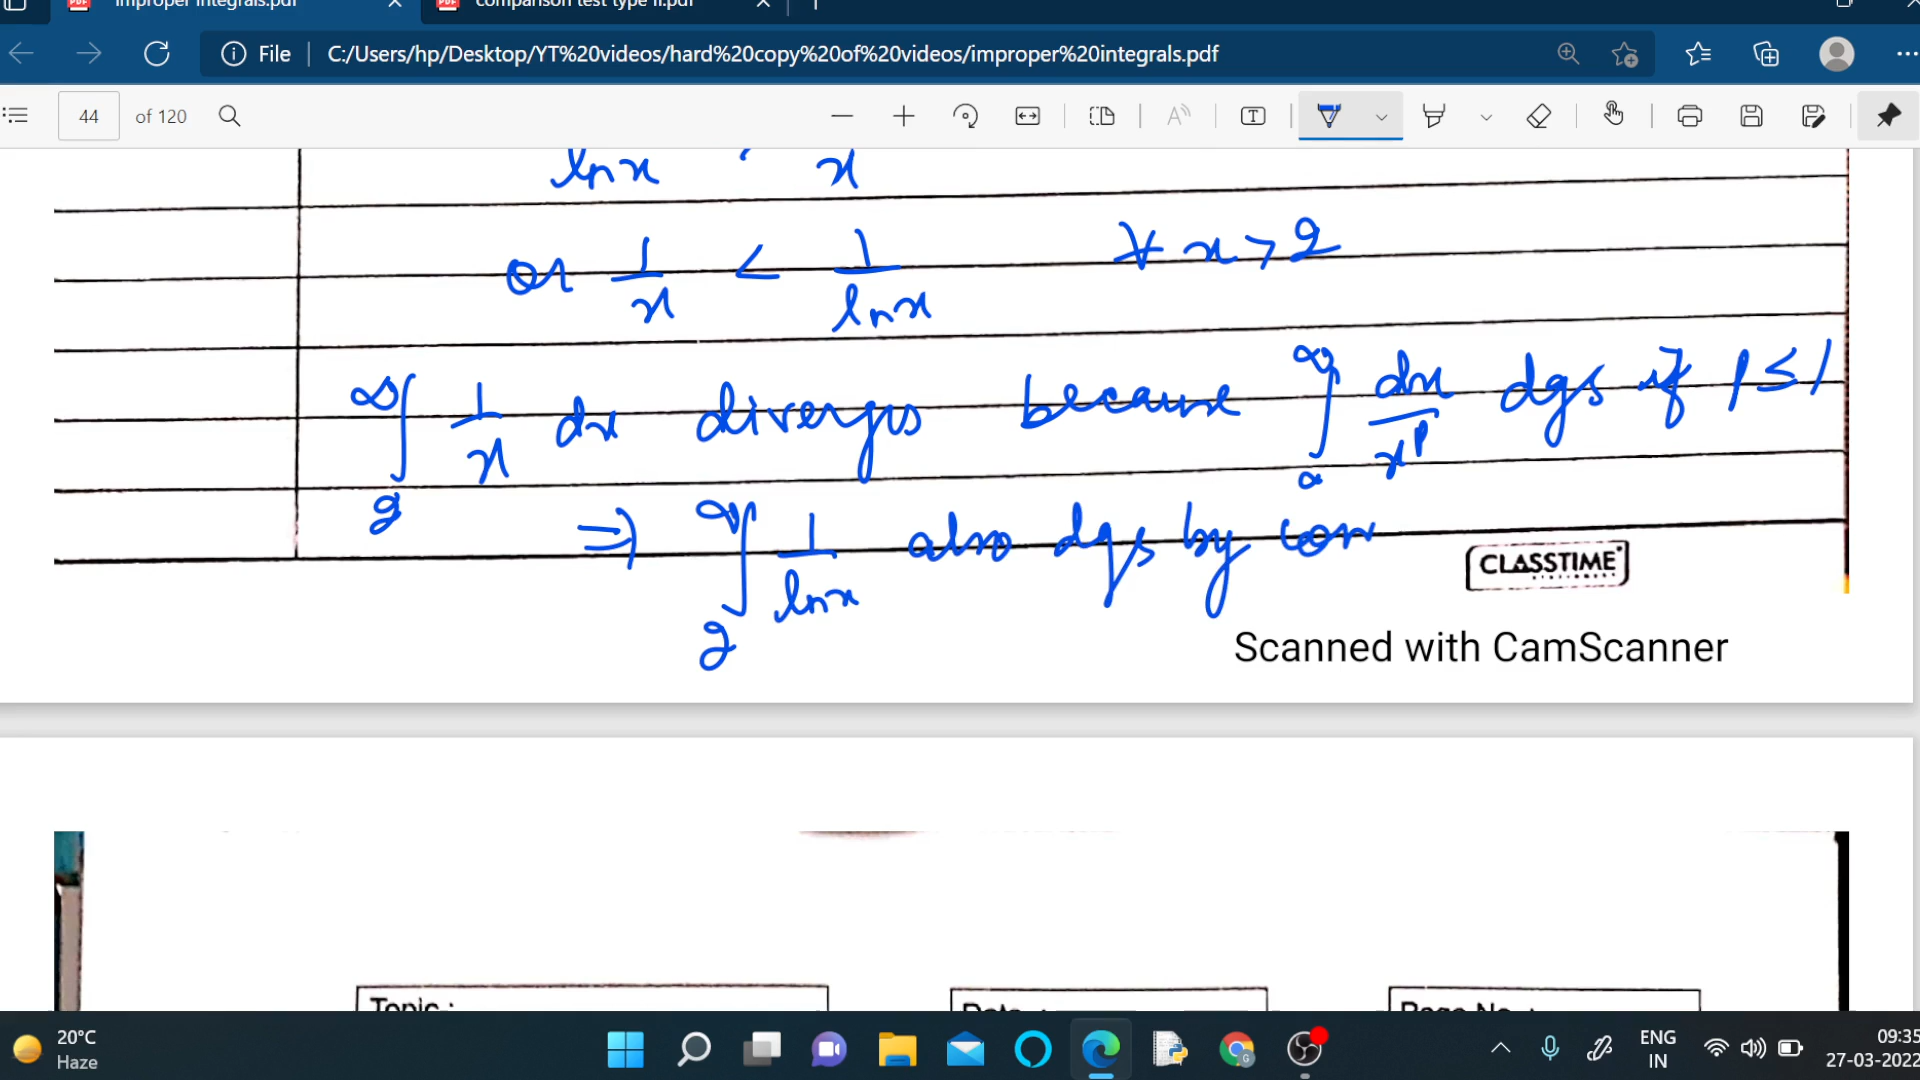 improper integrals.pdf
comparison test type II.pdf
File C:/Users/hp/Desktop/YT%20videos/hard%20copy%20of%20videos/improper%20integrals.pdf
44 of 120
ln x > x
or 1/x < 1/ln x ∀ x > 2
∫₂^∞ 1/x dx diverges because ∫ₐ^∞ dx/x^p dgs if p ≤ 1
⇒ ∫₂^∞ 1/ln x also dgs by com
CLASSTIME
Scanned with CamScanner
Topic :
Date :
Page No. :
20°C
Haze
ENG
IN
09:35
27-03-2022